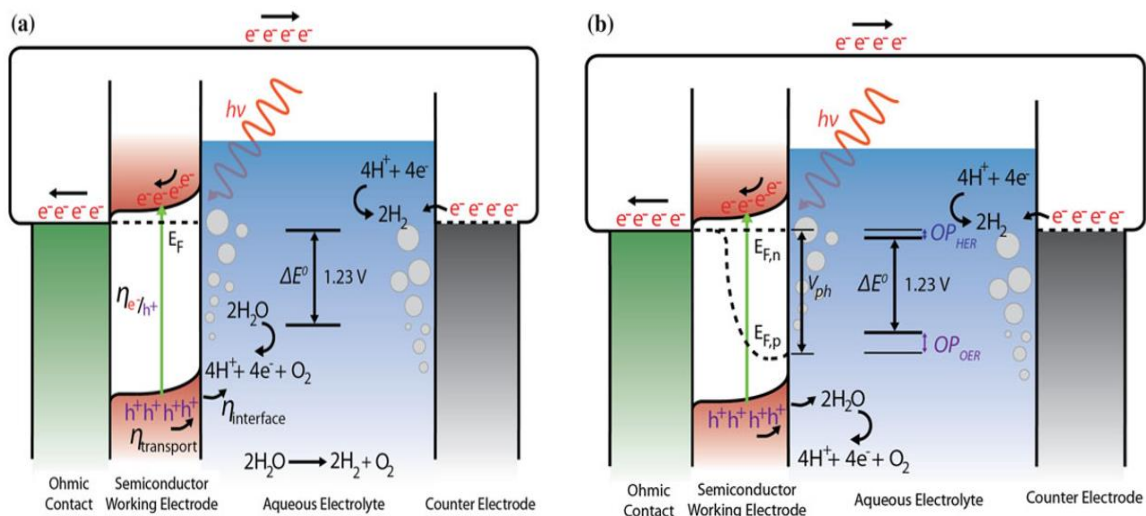 (a)
e⁻ e⁻ e⁻ e⁻
hν
e⁻e⁻e⁻e⁻
e⁻ e⁻ e⁻ e⁻
E_F
4H⁺ + 4e⁻
2H₂
e⁻ e⁻ e⁻ e⁻
η_e⁻/h⁺
ΔE⁰ 1.23 V
2H₂O
4H⁺ + 4e⁻ + O₂
h⁺ h⁺ h⁺ h⁺
η_interface
η_transport
2H₂O → 2H₂ + O₂
Ohmic
Contact
Semiconductor
Working Electrode
Aqueous Electrolyte
Counter Electrode
(b)
e⁻ e⁻ e⁻ e⁻
hν
e⁻e⁻e⁻e⁻
e⁻ e⁻ e⁻ e⁻
4H⁺ + 4e⁻
2H₂
e⁻ e⁻ e⁻ e⁻
OP_HER
E_F,n
V_ph
ΔE⁰ 1.23 V
E_F,p
OP_OER
h⁺ h⁺ h⁺ h⁺
2H₂O
4H⁺ + 4e⁻ + O₂
Ohmic
Contact
Semiconductor
Working Electrode
Aqueous Electrolyte
Counter Electrode